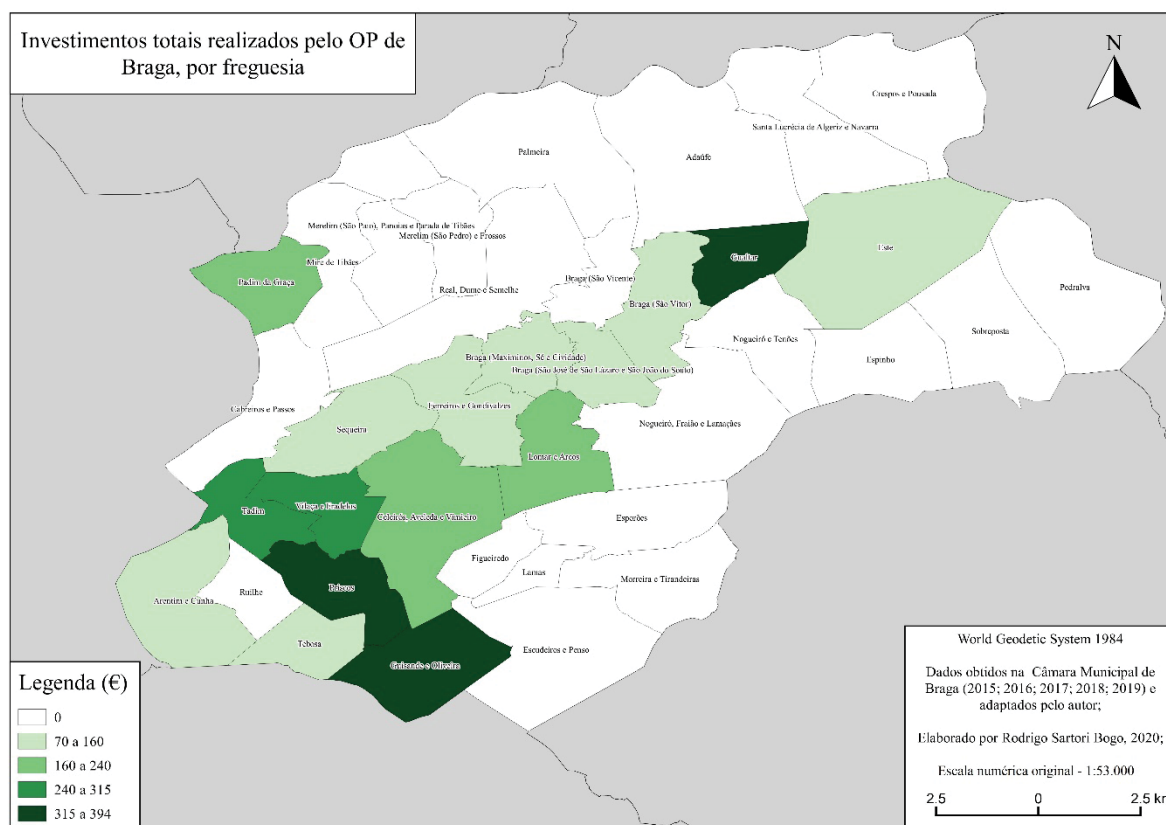 Investimentos totais realizados pelo OP de
Braga, por freguesia
N
Crespos e Pousada
Santa Lucrécia de Algeriz e Navarra
Palmeira
Adaúfe
Merelim (São Paio), Panoias e Parada de Tibães
Merelim (São Pedro) e Frossos
Mire de Tibães
Padim da Graça
Real, Dume e Semelhe
Braga (São Vicente)
Gualtar
Este
Pedralva
Braga (São Vitor)
Nogueiró e Tenões
Sobreposta
Espinho
Braga (Maximinos, Sé e Cividade)
Braga (São José de São Lázaro e São João do Souto)
Cabreiros e Passos
Ferreiros e Gondizalves
Sequeira
Nogueiró, Fraião e Lamaçães
Lomar e Arcos
Tadim
Vilaça e Fradelos
Celeirós, Aveleda e Vimieiro
Esporões
Figueiredo
Lamas
Morreira e Trandeiras
Ruilhe
Priscos
Arentim e Cunha
Tebosa
Escudeiros e Penso
Guisande e Oliveira
Legenda (€)
0
70 a 160
160 a 240
240 a 315
315 a 394
World Geodetic System 1984
Dados obtidos na Câmara Municipal de
Braga (2015; 2016; 2017; 2018; 2019) e
adaptados pelo autor;
Elaborado por Rodrigo Sartori Bogo, 2020;
Escala numérica original - 1:53.000
2.5 0 2.5 km